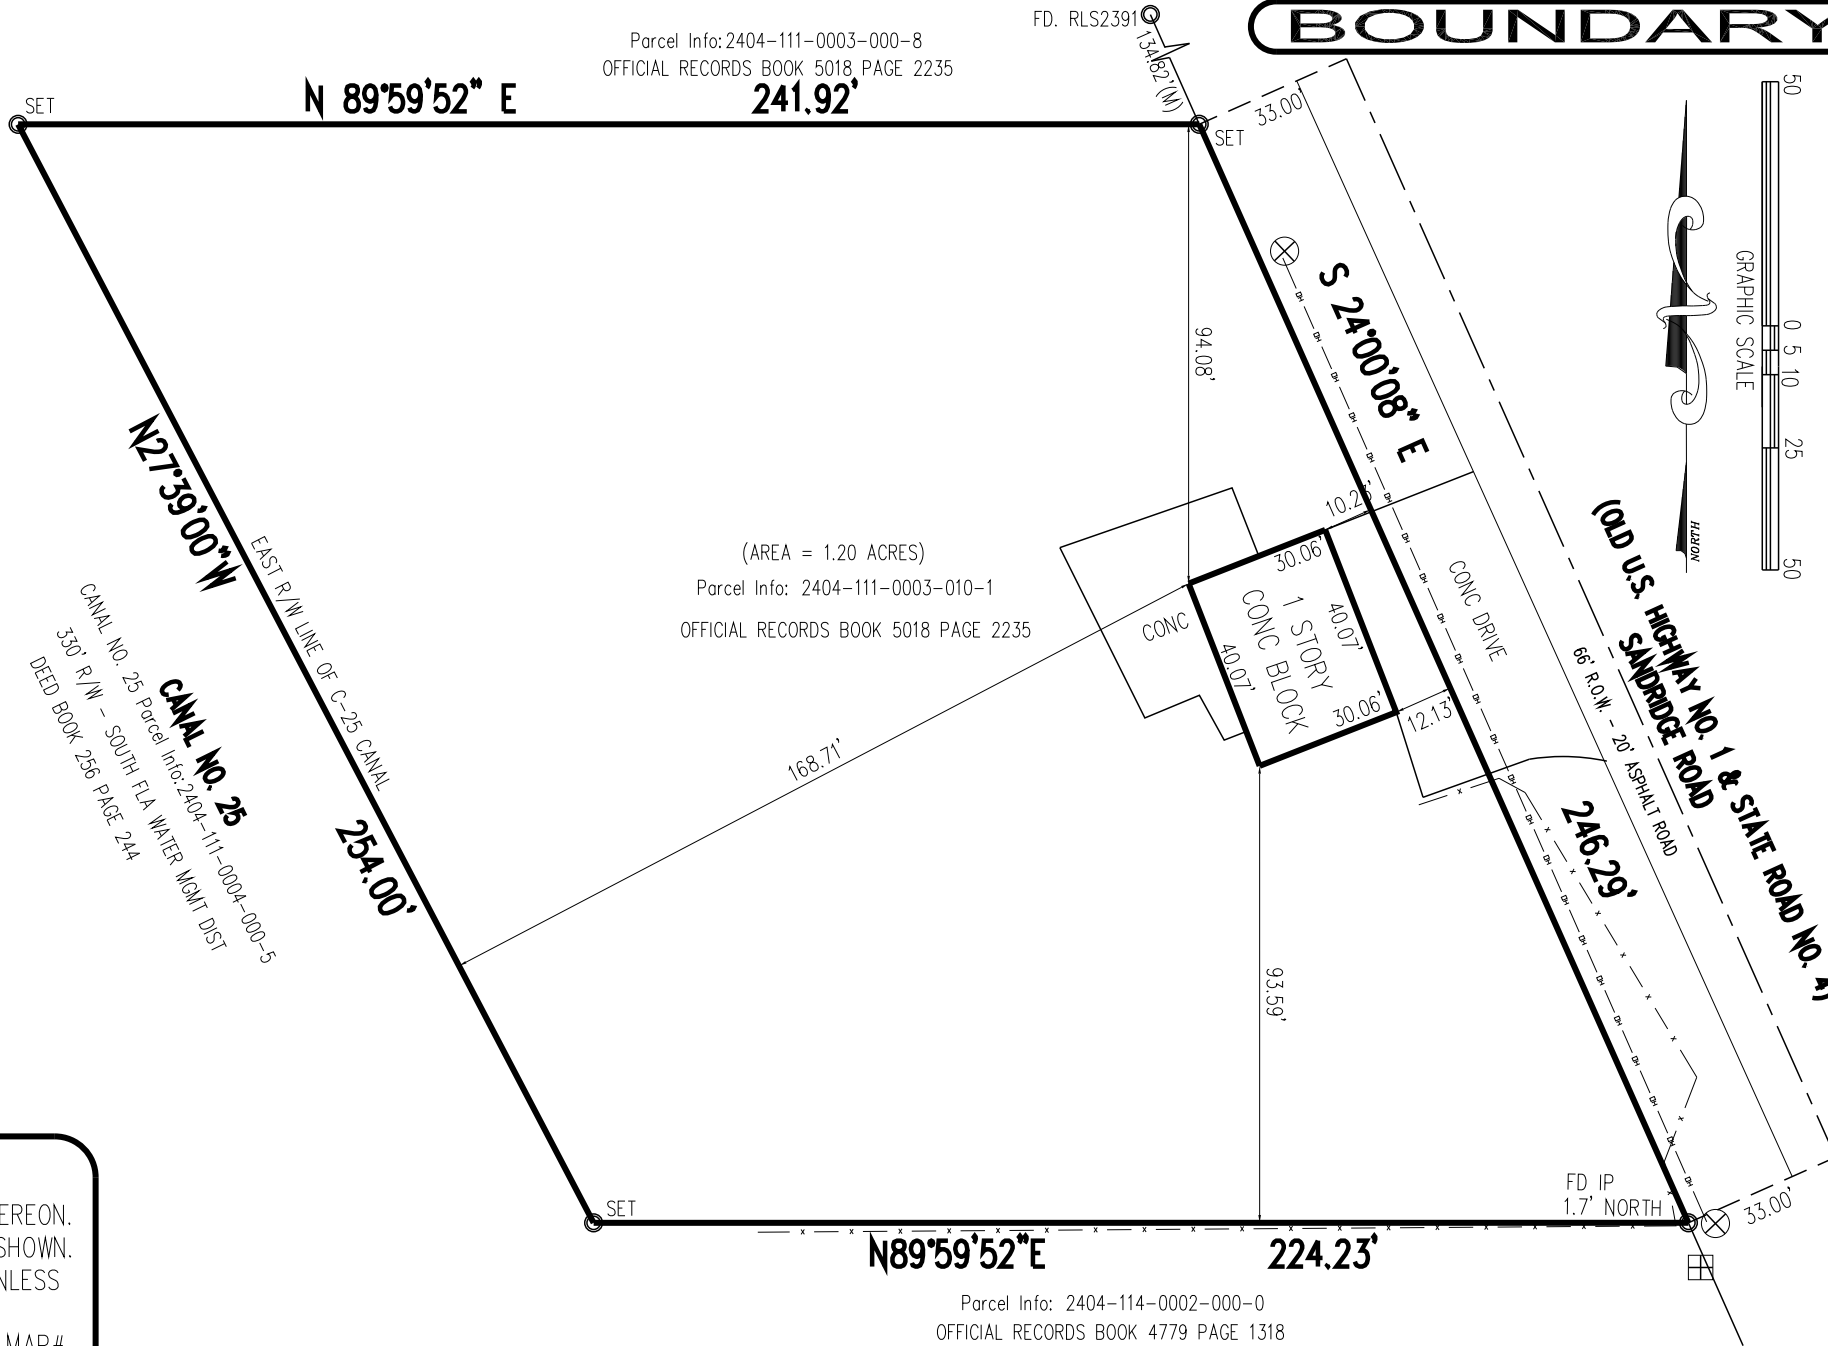 BOUNDARY
FD. RLS2391
134.82'(M)
Parcel Info:2404-111-0003-000-8
OFFICIAL RECORDS BOOK 5018 PAGE 2235
N 89°59'52" E 241.92'
SET
SET
33.00'
50 0 5 10 25 50
GRAPHIC SCALE
NORTH
S 24°00'08" E
246.29'
94.08'
10.23'
30.06'
40.07'
1 STORY
CONC BLOCK
40.07'
30.06'
12.13'
CONC
CONC DRIVE
(OLD U.S. HIGHWAY NO. 1 & STATE ROAD NO. 4)
SANDRIDGE ROAD
66' R.O.W. - 20' ASPHALT ROAD
(AREA = 1.20 ACRES)
Parcel Info: 2404-111-0003-010-1
OFFICIAL RECORDS BOOK 5018 PAGE 2235
168.71'
93.59'
N27°39'00"W
254.00'
EAST R/W LINE OF C-25 CANAL
CANAL NO. 25
CANAL NO. 25 Parcel Info:2404-111-0004-000-5
330' R/W - SOUTH FLA WATER MGMT DIST
DEED BOOK 256 PAGE 244
SET
FD IP
1.7' NORTH
33.00'
N89°59'52"E 224.23'
Parcel Info: 2404-114-0002-000-0
OFFICIAL RECORDS BOOK 4779 PAGE 1318
EREON.
SHOWN.
NLESS
MAP#